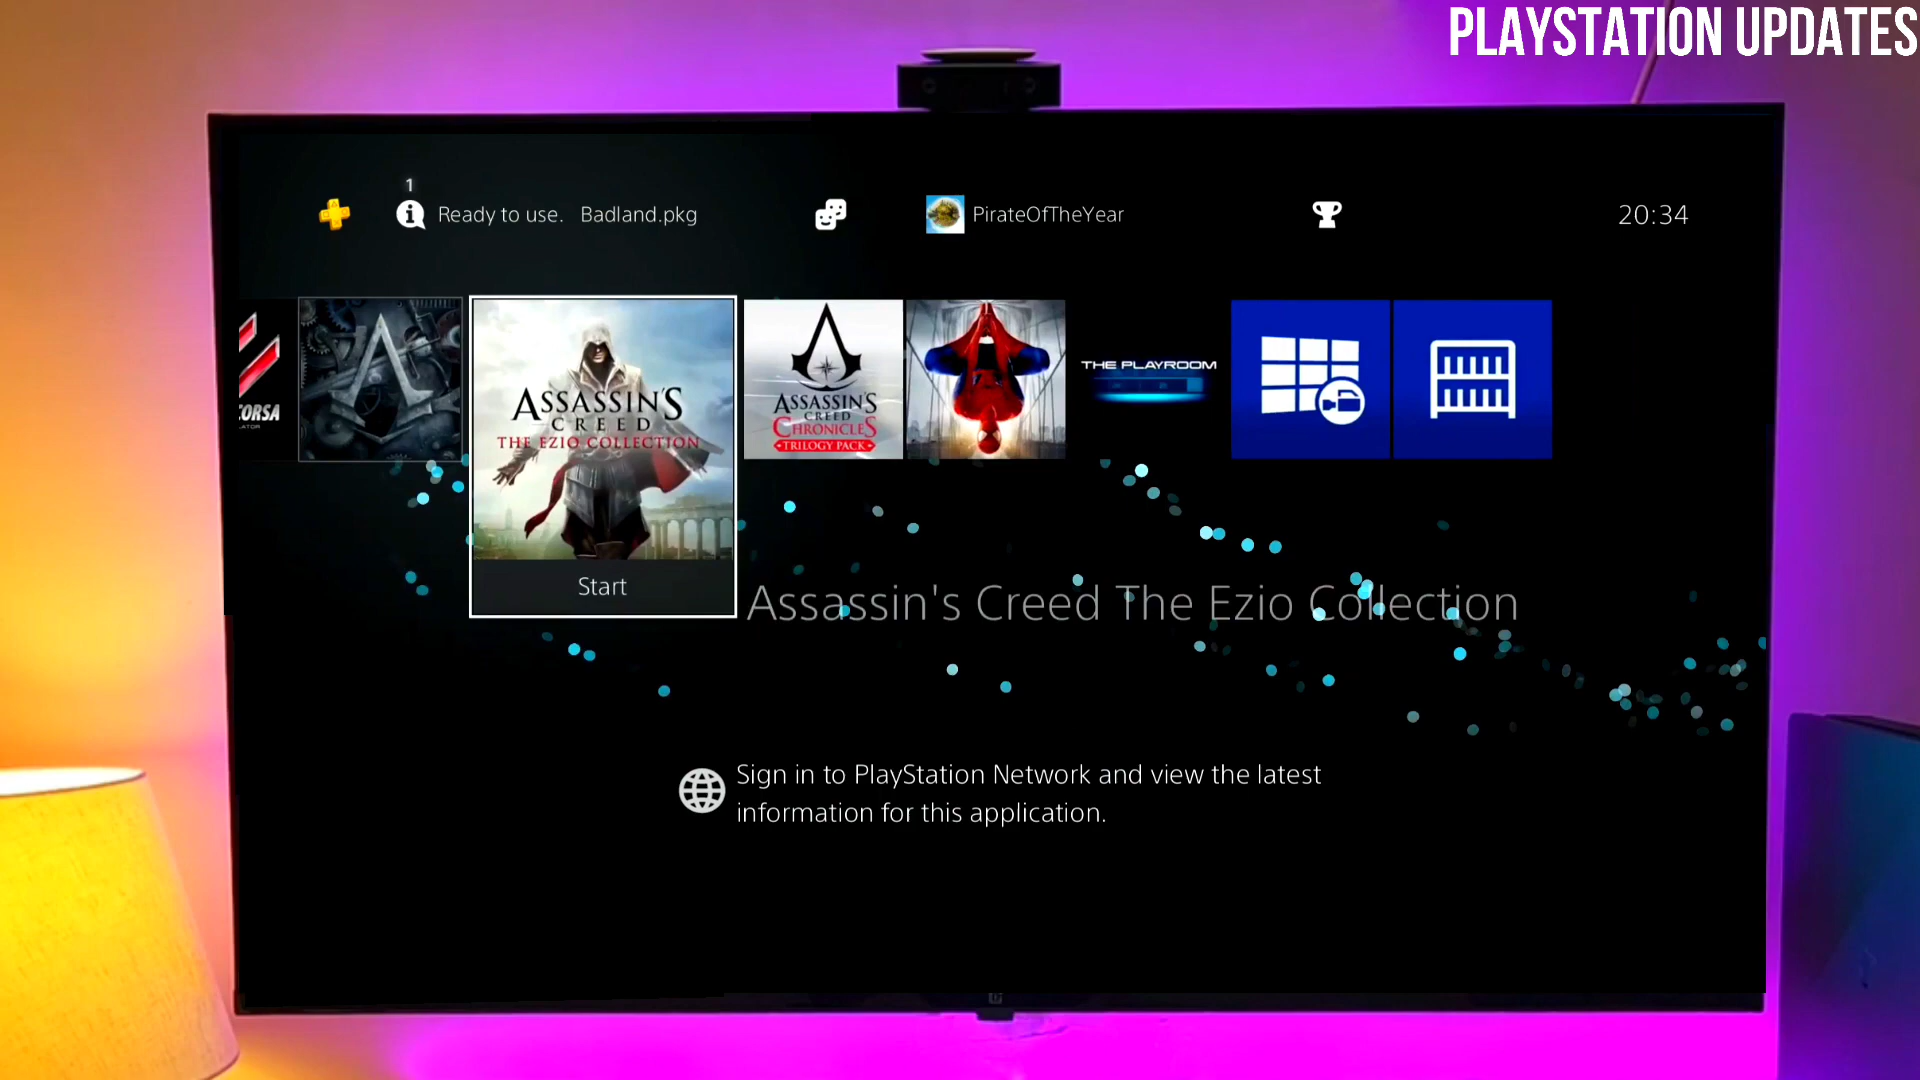 PLAYSTATION UPDATES
1
Ready to use. Badland.pkg
PirateOfTheYear
20:34
CORSA
ASSASSIN'S
CREED
THE EZIO COLLECTION
ASSASSIN'S
CREED
CHRONICLES
TRILOGY PACK
THE PLAYROOM
Start
Assassin's Creed The Ezio Collection
Sign in to PlayStation Network and view the latest
information for this application.